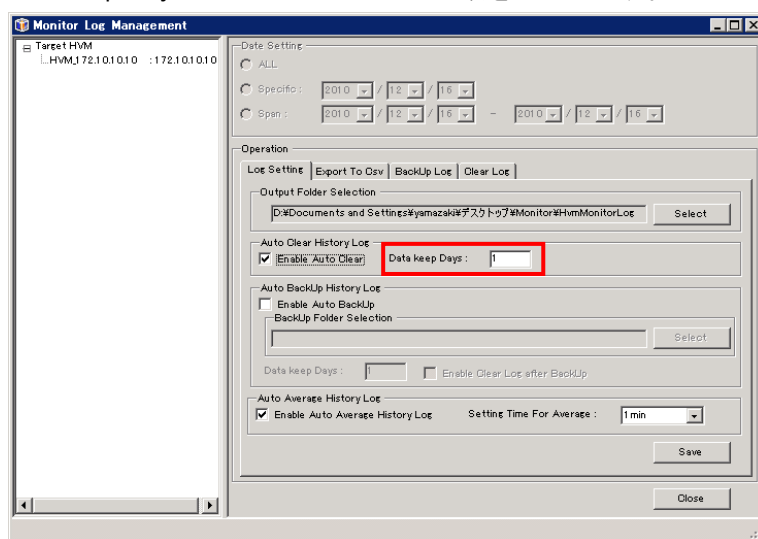 Monitor Log Management
Target HVM
HVM_172.10.10.10 : 172.10.10.10
Date Setting
ALL
Specific : 2010 / 12 / 16
Span : 2010 / 12 / 16 - 2010 / 12 / 16
Operation
Log Setting Export To Csv BackUp Log Clear Log
Output Folder Selection
D:¥Documents and Settings¥yamazaki¥デスクトップ¥Monitor¥HvmMonitorLog Select
Auto Clear History Log
Enable Auto Clear Data keep Days : 1
Auto BackUp History Log
Enable Auto BackUp
BackUp Folder Selection
Select
Data keep Days : 1 Enable Clear Log after BackUp
Auto Average History Log
Enable Auto Average History Log Setting Time For Average : 1 min
Save
Close